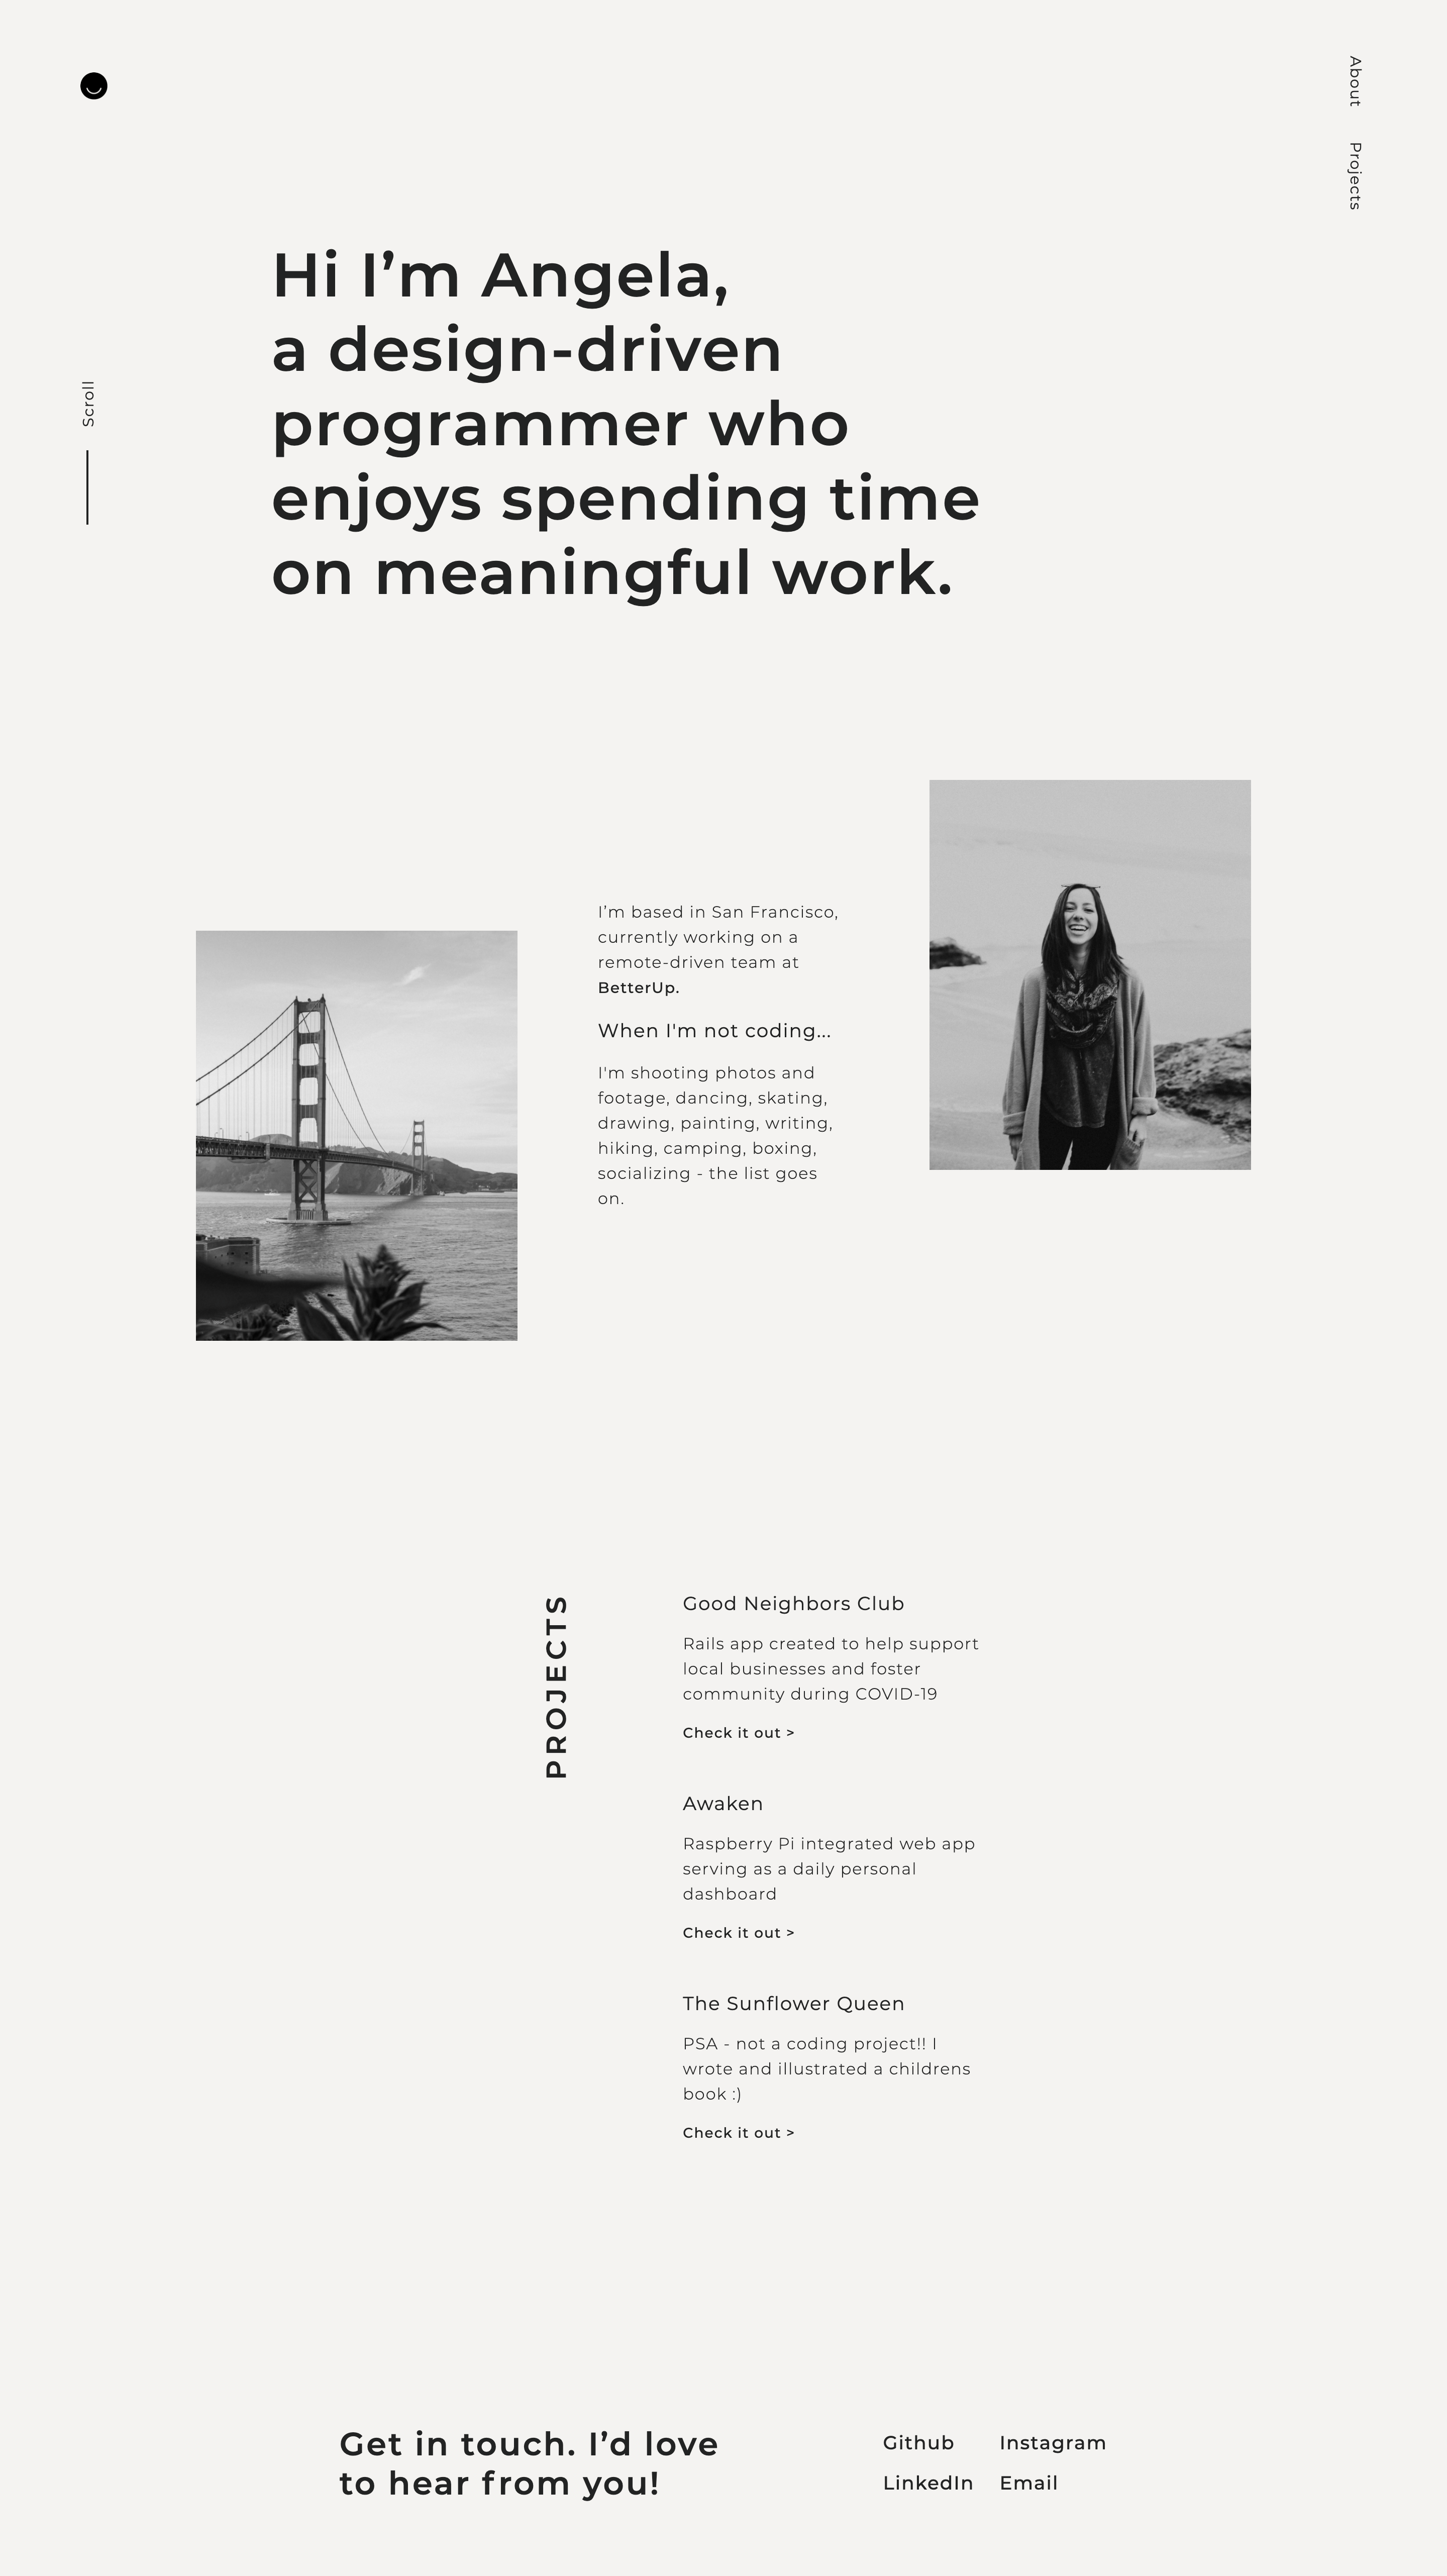 About
Projects
Hi I’m Angela,
a design-driven
programmer who
enjoys spending time
on meaningful work.
Scroll
I’m based in San Francisco,
currently working on a
remote-driven team at
BetterUp.
When I'm not coding...
I'm shooting photos and
footage, dancing, skating,
drawing, painting, writing,
hiking, camping, boxing,
socializing - the list goes
on.
PROJECTS
Good Neighbors Club
Rails app created to help support
local businesses and foster
community during COVID-19
Check it out >
Awaken
Raspberry Pi integrated web app
serving as a daily personal
dashboard
Check it out >
The Sunflower Queen
PSA - not a coding project!! I
wrote and illustrated a childrens
book :)
Check it out >
Get in touch. I’d love
to hear from you!
Github
Instagram
LinkedIn
Email